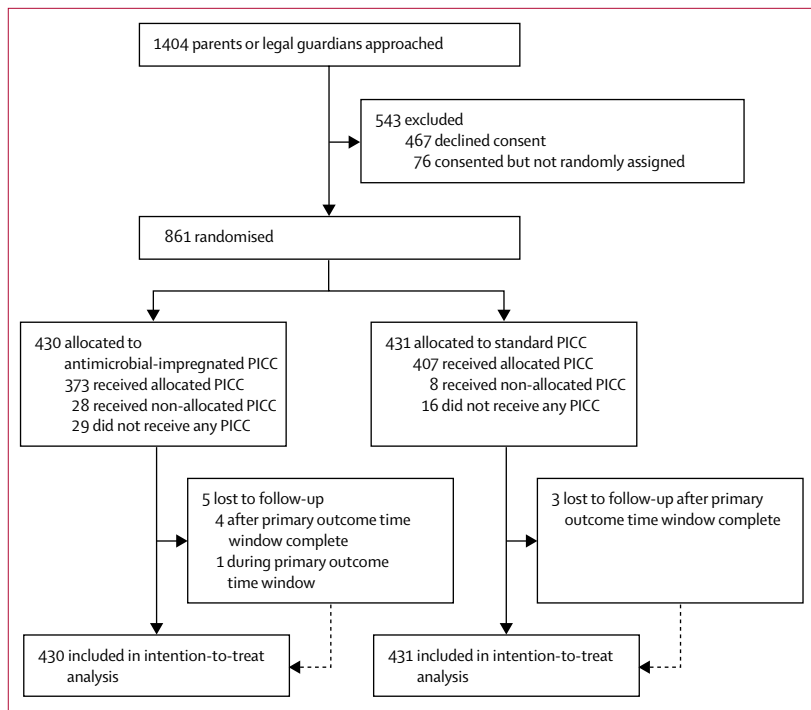 1404 parents or legal guardians approached
543 excluded
467 declined consent
76 consented but not randomly assigned
861 randomised
430 allocated to
antimicrobial-impregnated PICC
373 received allocated PICC
28 received non-allocated PICC
29 did not receive any PICC
431 allocated to standard PICC
407 received allocated PICC
8 received non-allocated PICC
16 did not receive any PICC
5 lost to follow-up
4 after primary outcome time
window complete
1 during primary outcome
time window
3 lost to follow-up after primary
outcome time window complete
430 included in intention-to-treat
analysis
431 included in intention-to-treat
analysis